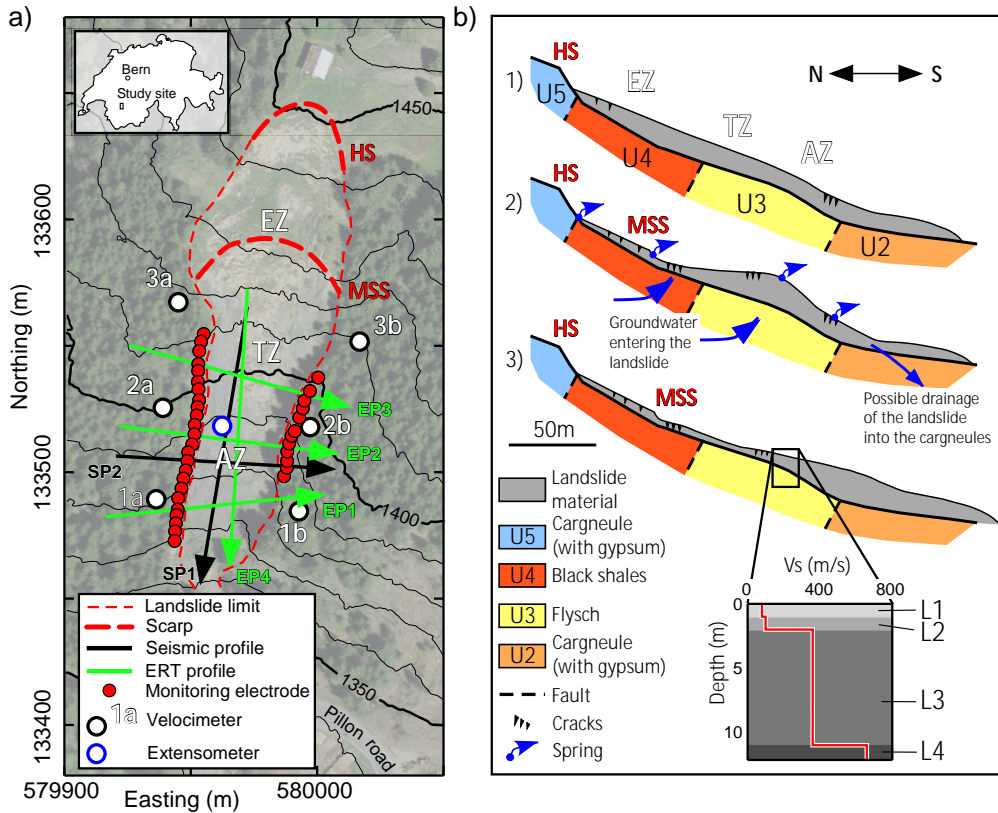 a)
Bern
Study site
1450
HS
EZ
MSS
3a
3b
TZ
2a
EP3
2b
EP2
SP2
AZ
1a
EP1
1b
1400
SP1
EP4
1350
Pillon road
Landslide limit
Scarp
Seismic profile
ERT profile
Monitoring electrode
1a Velocimeter
Extensometer
Northing (m)
133600
133500
133400
579900
580000
Easting (m)
b)
N S
1)
HS
U5
EZ
U4
TZ
AZ
U3
U2
2)
HS
MSS
Groundwater
entering the
landslide
Possible drainage
of the landslide
into the cargneules
3)
HS
MSS
50m
Landslide
material
U5 Cargneule
(with gypsum)
U4 Black shales
U3 Flysch
U2 Cargneule
(with gypsum)
Fault
Cracks
Spring
Vs (m/s)
0 400 800
Depth (m)
0
5
10
L1
L2
L3
L4